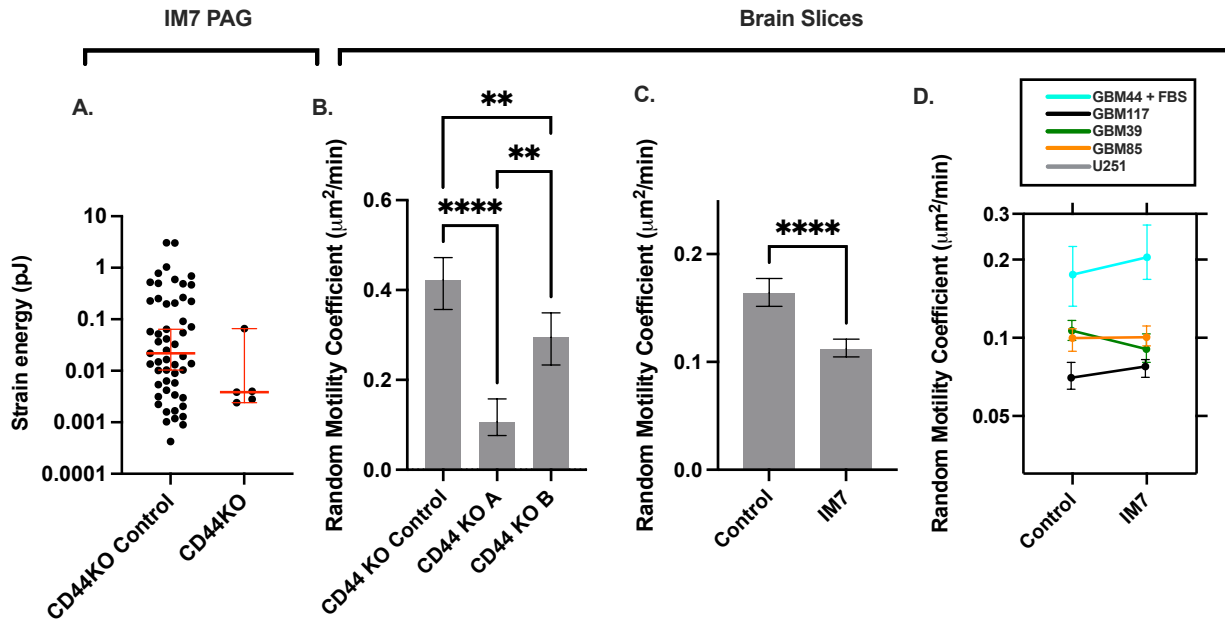 IM7 PAG
Brain Slices
A.
Strain energy (pJ)
10
1
0.1
0.01
0.001
0.0001
CD44KO Control
CD44KO
B.
Random Motility Coefficient (μm²/min)
0.6
0.4
0.2
0.0
**
**
****
CD44 KO Control
CD44 KO A
CD44 KO B
C.
Random Motility Coefficient (μm²/min)
0.2
0.1
0.0
****
Control
IM7
D.
GBM44 + FBS
GBM117
GBM39
GBM85
U251
Random Motility Coefficient (μm²/min)
0.3
0.2
0.1
0.05
Control
IM7